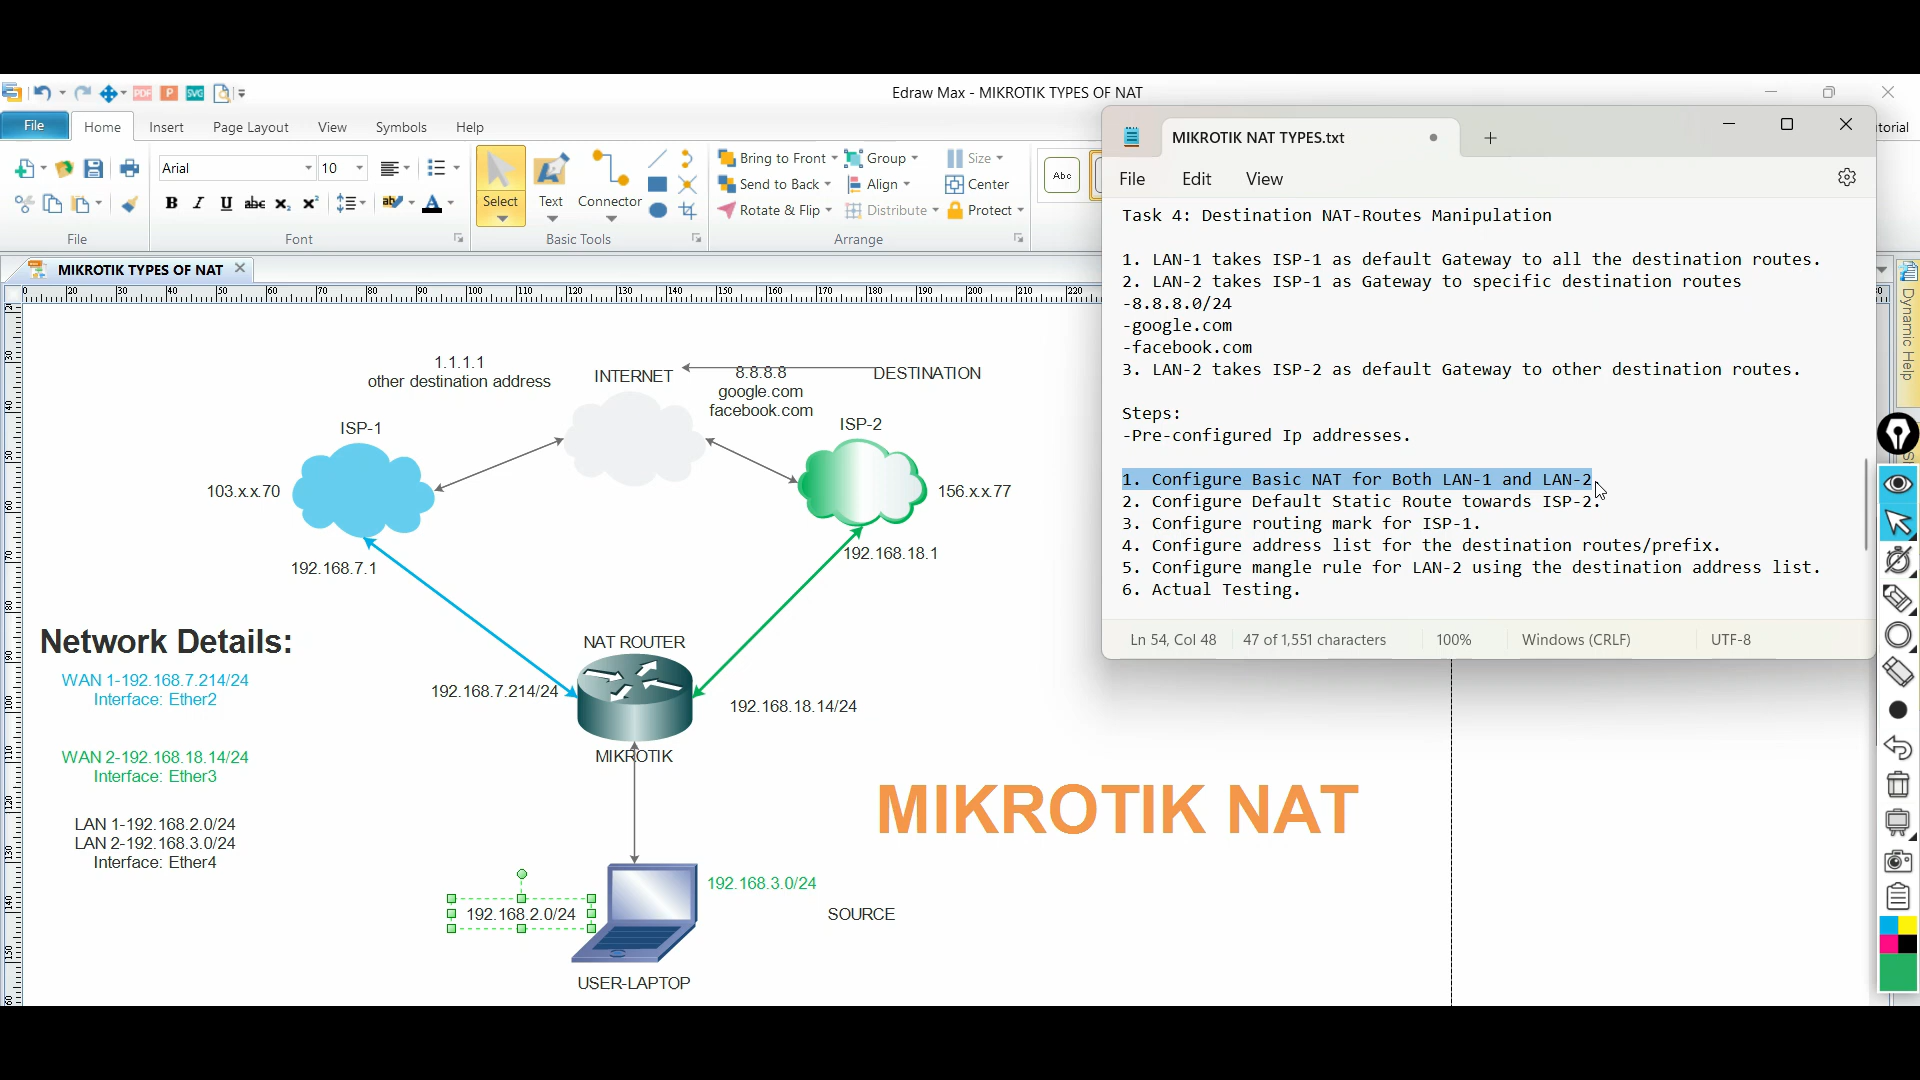 Edraw Max - MIKROTIK TYPES OF NAT
File
Home
Insert
Page Layout
View
Symbols
Help
Arial
10
B I U abc X₂ X²
File
Font
Select
Text
Connector
Basic Tools
Bring to Front
Group
Size
Send to Back
Align
Center
Rotate & Flip
Distribute
Protect
Arrange
Abc
MIKROTIK TYPES OF NAT
Dynamic Help
1.1.1.1
other destination address
INTERNET
8.8.8.8
google.com
facebook.com
DESTINATION
ISP-1
ISP-2
103.x.x.70
156.x.x.77
192.168.7.1
192.168.18.1
Network Details:
WAN 1-192.168.7.214/24
Interface: Ether2
WAN 2-192.168.18.14/24
Interface: Ether3
LAN 1-192.168.2.0/24
LAN 2-192.168.3.0/24
Interface: Ether4
NAT ROUTER
192.168.7.214/24
192.168.18.14/24
MIKROTIK
MIKROTIK NAT
192.168.3.0/24
192.168.2.0/24
SOURCE
USER-LAPTOP
MIKROTIK NAT TYPES.txt
File
Edit
View
Task 4: Destination NAT-Routes Manipulation
1. LAN-1 takes ISP-1 as default Gateway to all the destination routes.
2. LAN-2 takes ISP-1 as Gateway to specific destination routes
-8.8.8.0/24
-google.com
-facebook.com
3. LAN-2 takes ISP-2 as default Gateway to other destination routes.
Steps:
-Pre-configured Ip addresses.
1. Configure Basic NAT for Both LAN-1 and LAN-2
2. Configure Default Static Route towards ISP-2.
3. Configure routing mark for ISP-1.
4. Configure address list for the destination routes/prefix.
5. Configure mangle rule for LAN-2 using the destination address list.
6. Actual Testing.
Ln 54, Col 48
47 of 1,551 characters
100%
Windows (CRLF)
UTF-8